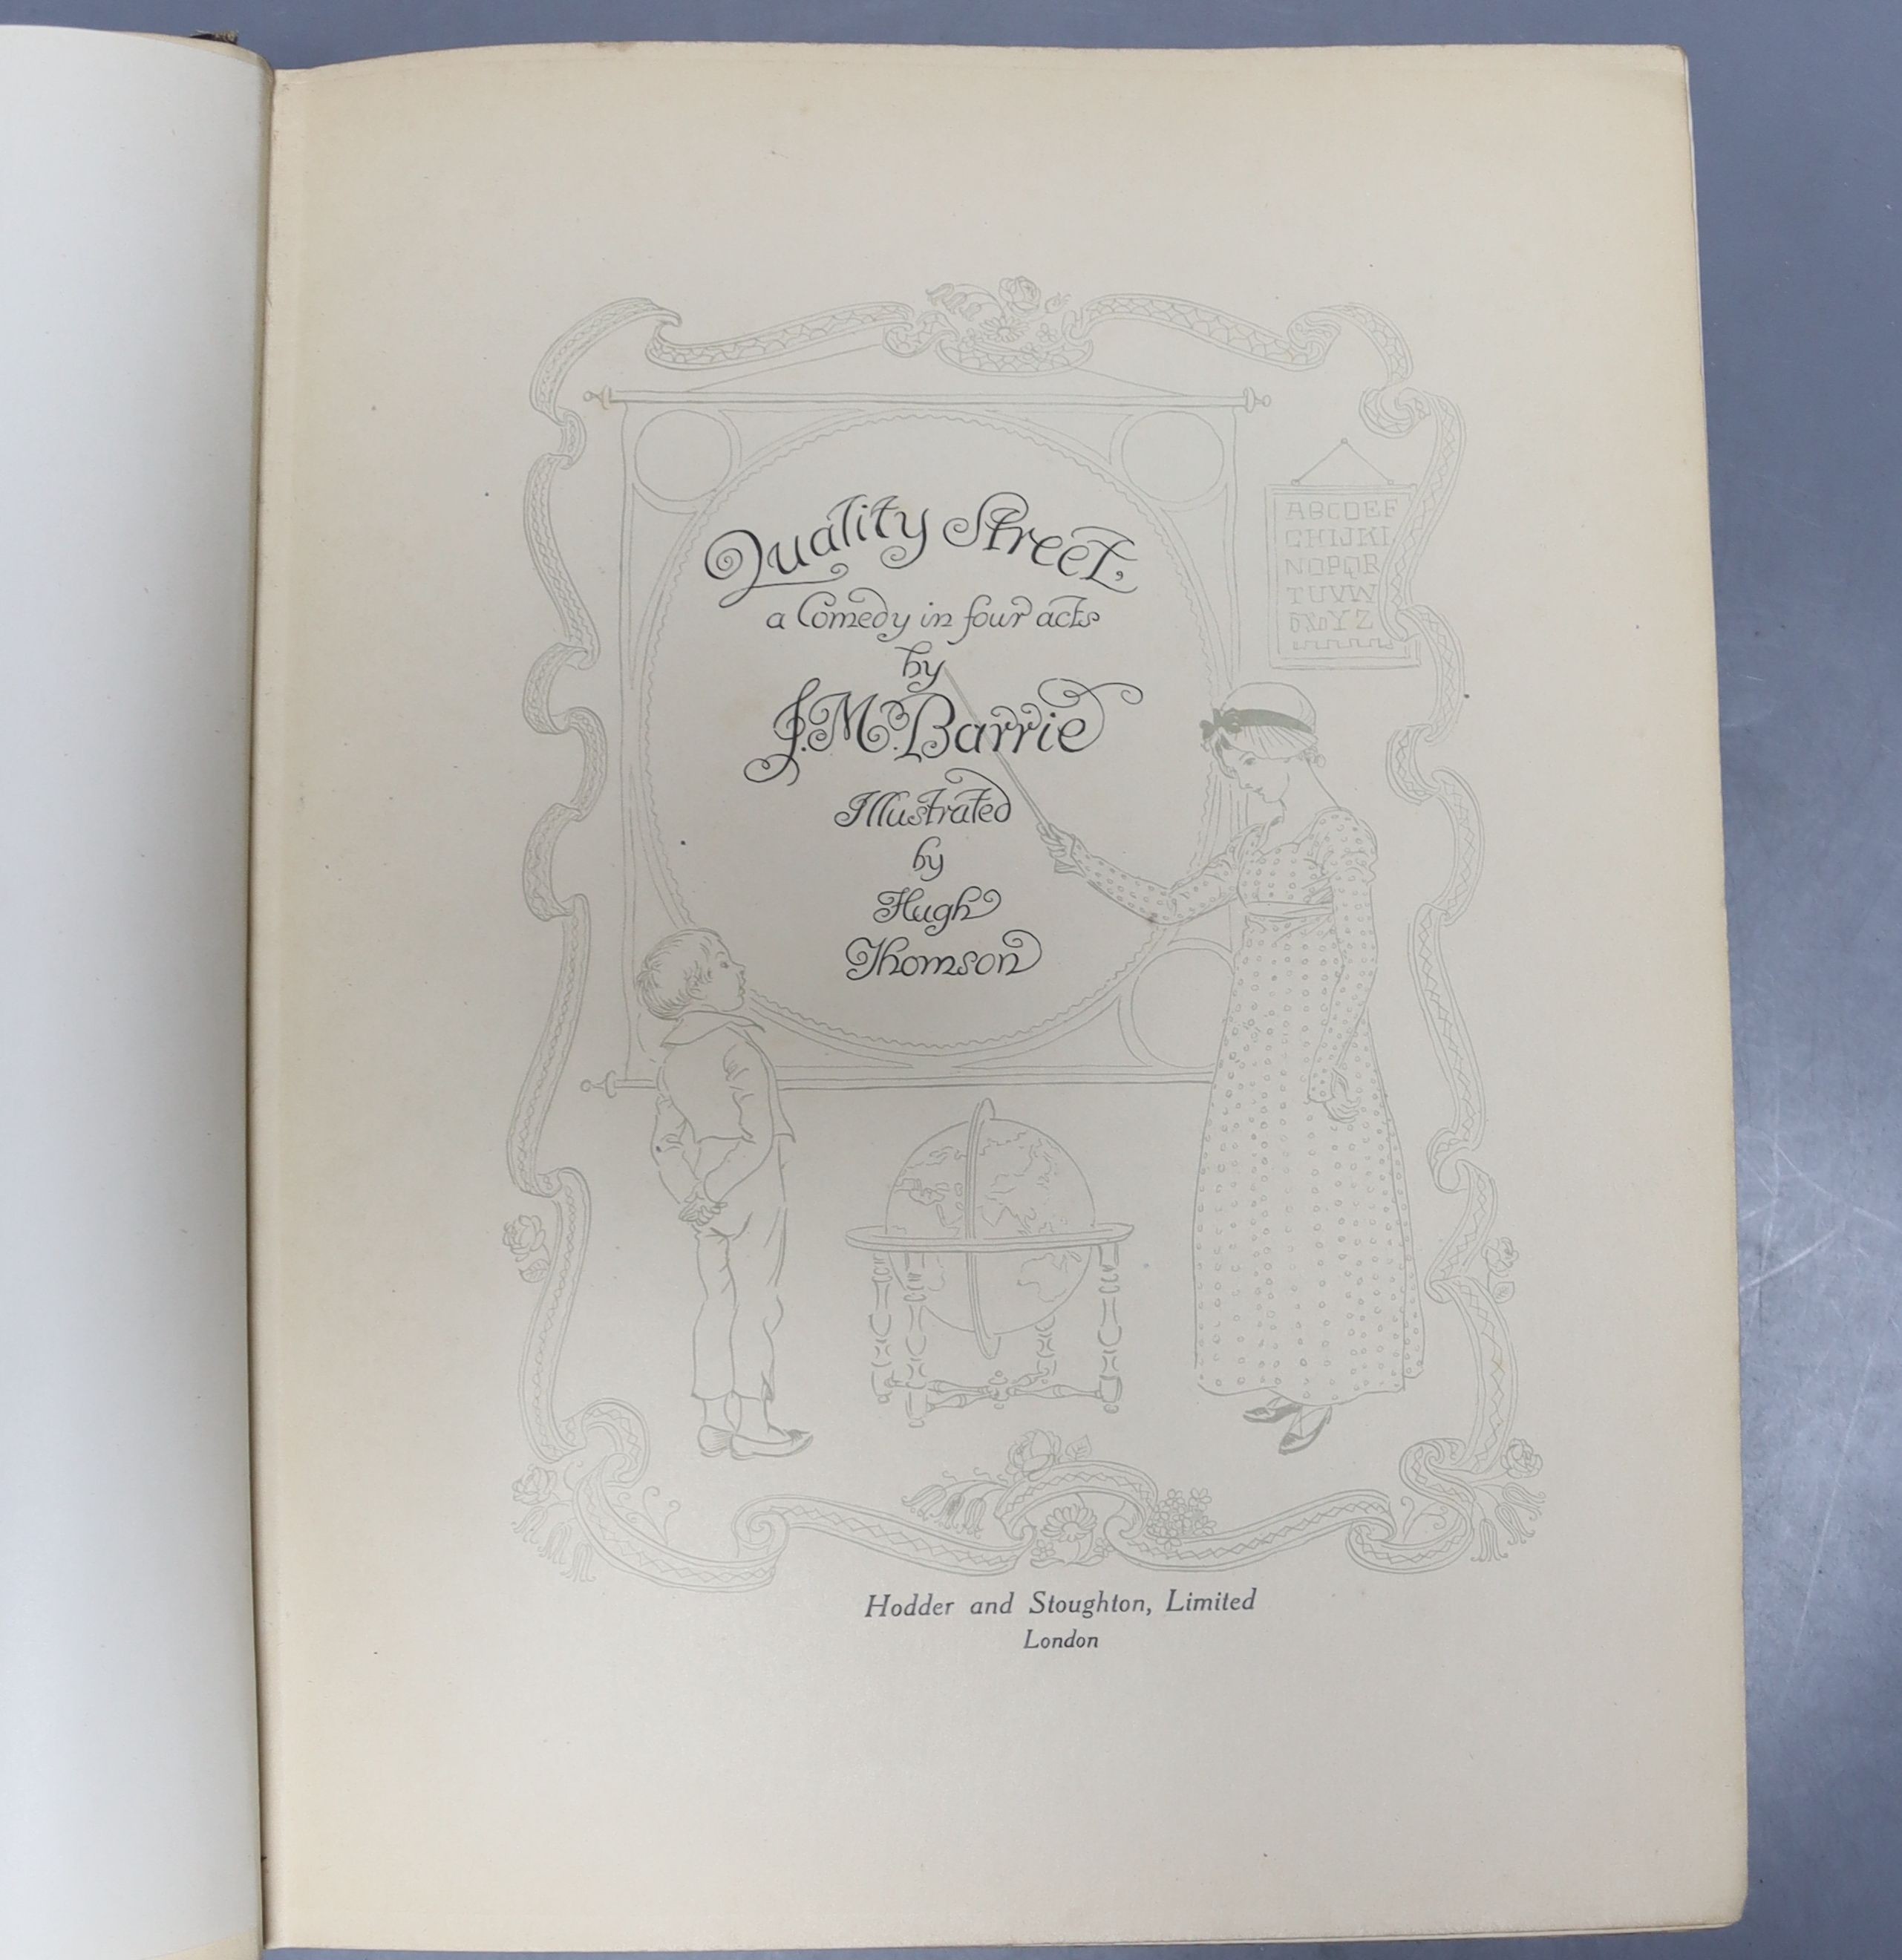 Quality Street,
a Comedy in four acts
by
J. M. Barrie
Illustrated
by
Hugh
Thomson
ABCDEF
GHIJKL
NOPQR
TUVW
YZ
Hodder and Stoughton, Limited
London